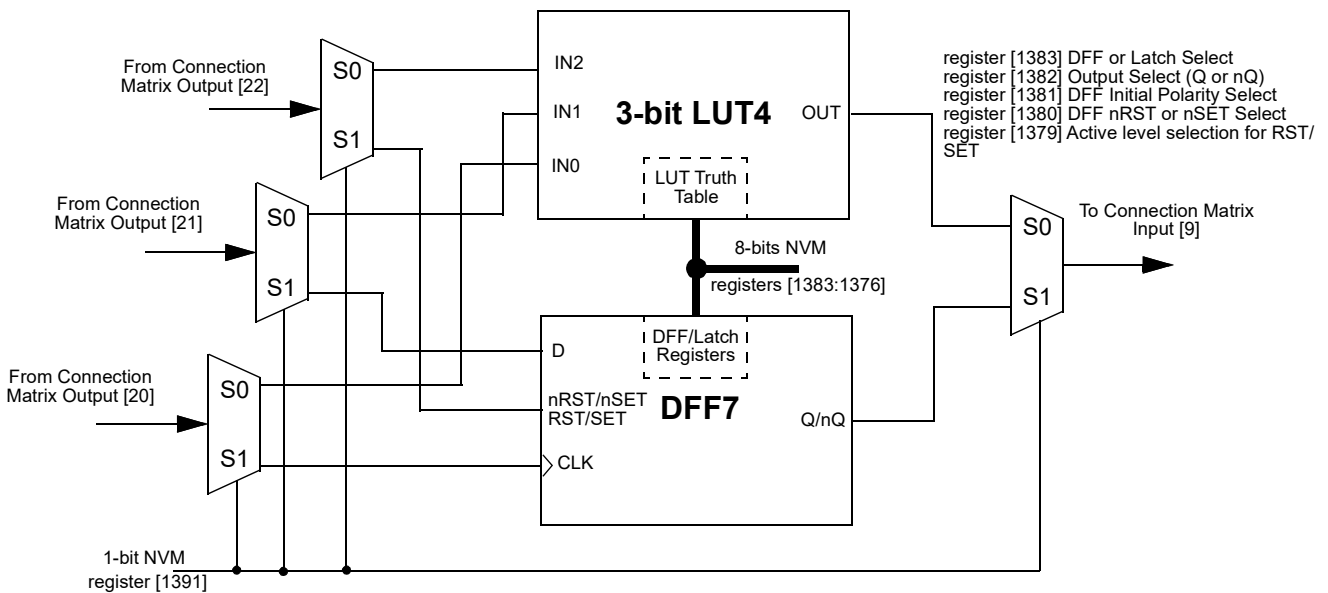 From Connection
Matrix Output [22]
S0
S1
From Connection
Matrix Output [21]
S0
S1
From Connection
Matrix Output [20]
S0
S1
1-bit NVM
register [1391]
IN2
IN1
IN0
3-bit LUT4
OUT
LUT Truth
Table
8-bits NVM
registers [1383:1376]
DFF/Latch
Registers
D
nRST/nSET
RST/SET
DFF7
Q/nQ
CLK
register [1383] DFF or Latch Select
register [1382] Output Select (Q or nQ)
register [1381] DFF Initial Polarity Select
register [1380] DFF nRST or nSET Select
register [1379] Active level selection for RST/
SET
S0
S1
To Connection Matrix
Input [9]